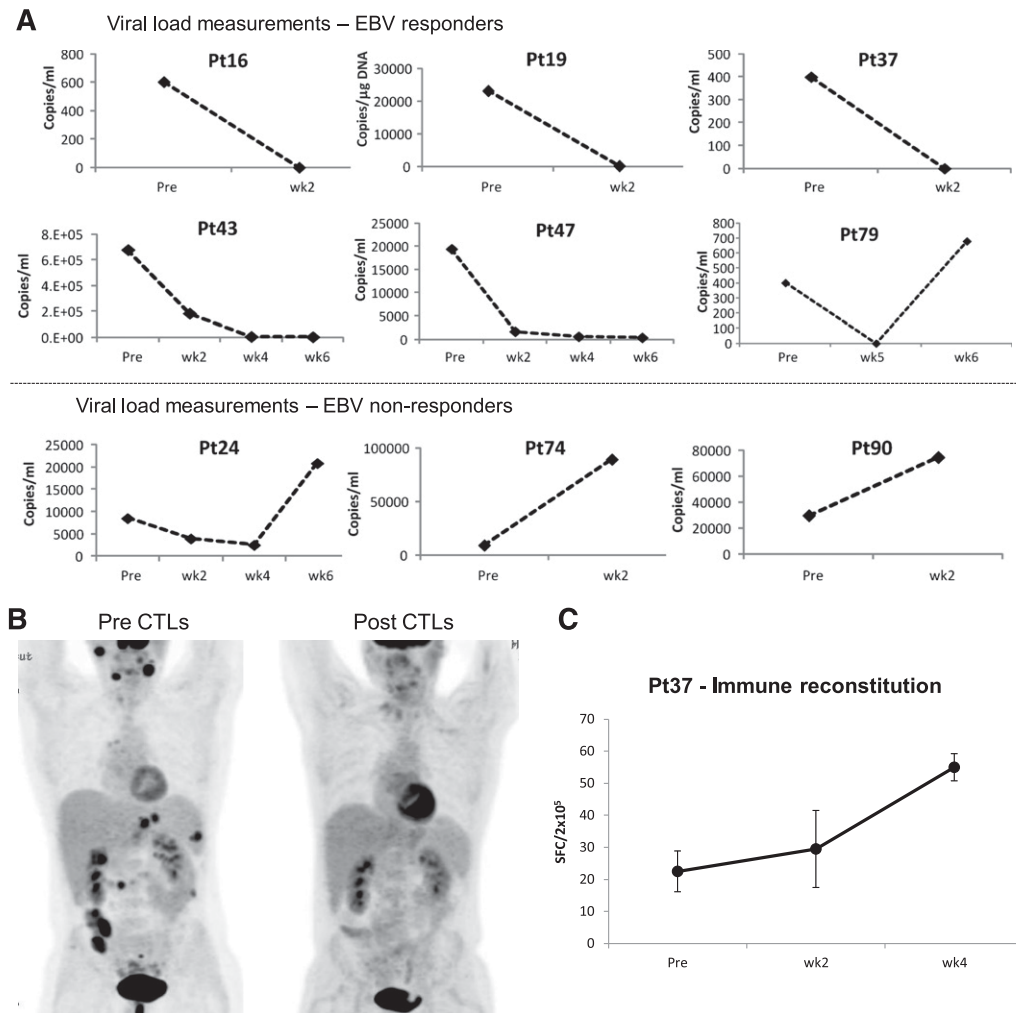 A
Viral load measurements – EBV responders
Pt16
Copies/ml
800
600
400
200
0
Pre
wk2
Pt19
Copies/µg DNA
30000
20000
10000
0
Pre
wk2
Pt37
Copies/ml
500
400
300
200
100
0
Pre
wk2
Pt43
Copies/ml
8.E+05
6.E+05
4.E+05
2.E+05
0.E+00
Pre
wk2
wk4
wk6
Pt47
Copies/ml
25000
20000
15000
10000
5000
0
Pre
wk2
wk4
wk6
Pt79
Copies/ml
800
700
600
500
400
300
200
100
0
Pre
wk5
wk6
Viral load measurements – EBV non-responders
Pt24
Copies/ml
25000
20000
15000
10000
5000
0
Pre
wk2
wk4
wk6
Pt74
Copies/ml
100000
50000
0
Pre
wk2
Pt90
Copies/ml
80000
60000
40000
20000
0
Pre
wk2
B
Pre CTLs
Post CTLs
C
Pt37 - Immune reconstitution
SFC/2x10⁵
70
60
50
40
30
20
10
0
Pre
wk2
wk4